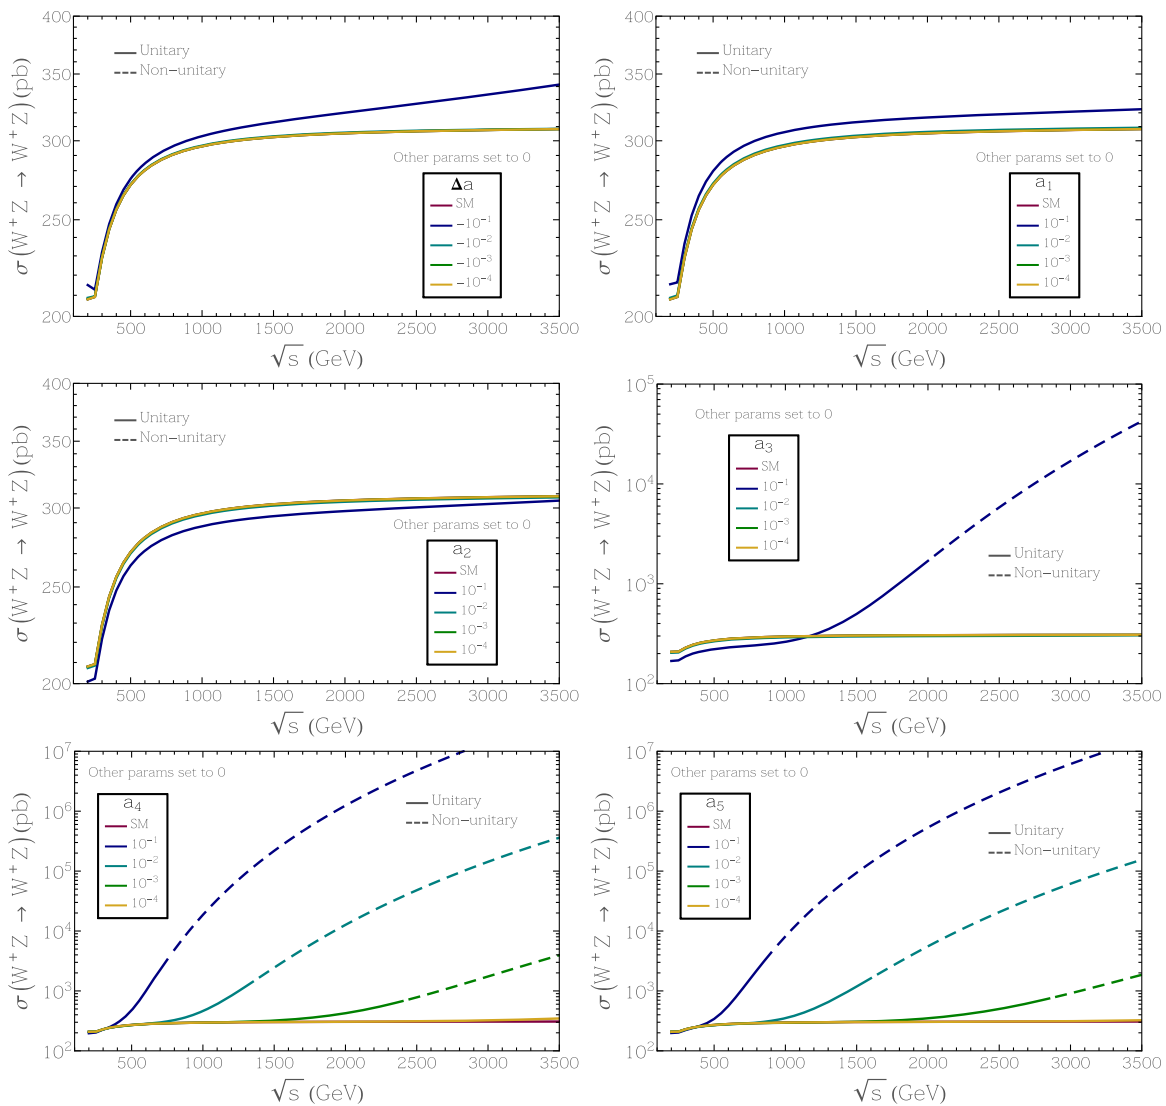 σ(W⁺Z → W⁺Z)(pb)
400
350
300
250
200
Unitary
Non-unitary
Other params set to 0
Δa
SM
−10⁻¹
−10⁻²
−10⁻³
−10⁻⁴
500 1000 1500 2000 2500 3000 3500
√s (GeV)
σ(W⁺Z → W⁺Z)(pb)
400
350
300
250
200
Unitary
Non-unitary
Other params set to 0
a₁
SM
10⁻¹
10⁻²
10⁻³
10⁻⁴
500 1000 1500 2000 2500 3000 3500
√s (GeV)
σ(W⁺Z → W⁺Z)(pb)
400
350
300
250
200
Unitary
Non-unitary
Other params set to 0
a₂
SM
10⁻¹
10⁻²
10⁻³
10⁻⁴
500 1000 1500 2000 2500 3000 3500
√s (GeV)
σ(W⁺Z → W⁺Z)(pb)
10⁵
10⁴
10³
10²
Other params set to 0
a₃
SM
10⁻¹
10⁻²
10⁻³
10⁻⁴
Unitary
Non-unitary
500 1000 1500 2000 2500 3000 3500
√s (GeV)
σ(W⁺Z → W⁺Z)(pb)
10⁷
10⁶
10⁵
10⁴
10³
10²
Other params set to 0
a₄
SM
10⁻¹
10⁻²
10⁻³
10⁻⁴
Unitary
Non-unitary
500 1000 1500 2000 2500 3000 3500
√s (GeV)
σ(W⁺Z → W⁺Z)(pb)
10⁷
10⁶
10⁵
10⁴
10³
10²
Other params set to 0
a₅
SM
10⁻¹
10⁻²
10⁻³
10⁻⁴
Unitary
Non-unitary
500 1000 1500 2000 2500 3000 3500
√s (GeV)